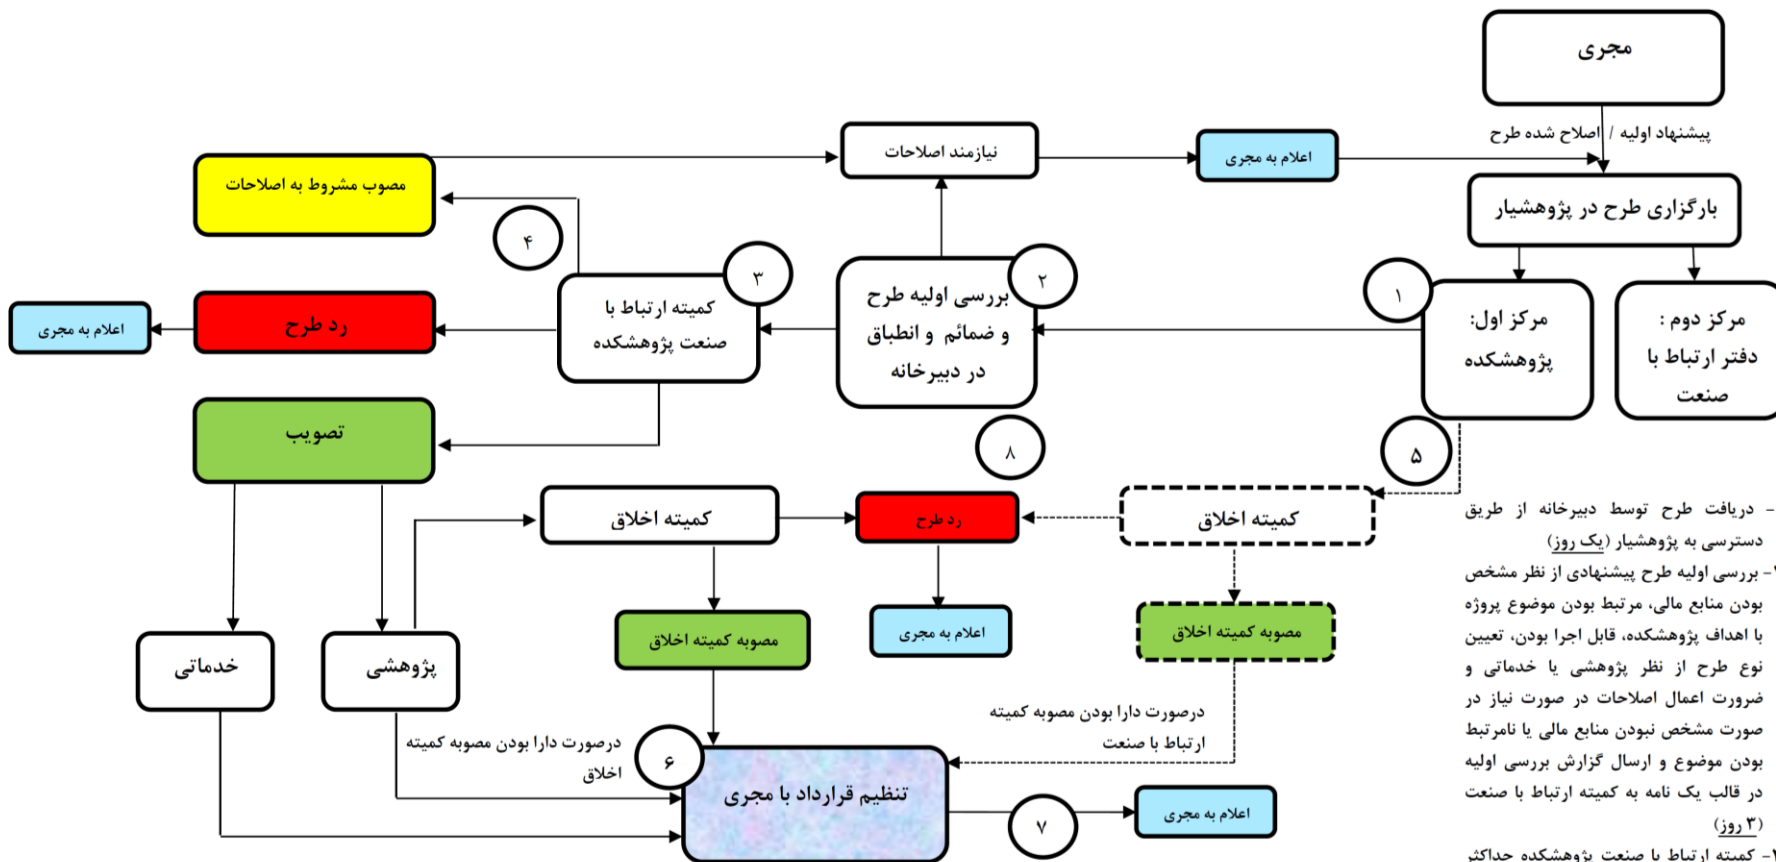 مجری
پیشنهاد اولیه / اصلاح شده طرح
نیازمند اصلاحات
اعلام به مجری
مصوب مشروط به اصلاحات
بارگزاری طرح در پژوهشیار
۴
۳
۲
۱
مرکز دوم :
دفتر ارتباط با
صنعت
مرکز اول:
پژوهشکده
بررسی اولیه طرح
و ضمائم و انطباق
در دبیرخانه
کمیته ارتباط با
صنعت پژوهشکده
رد طرح
اعلام به مجری
تصویب
۸
۵
کمیته اخلاق
رد طرح
کمیته اخلاق
مصوبه کمیته اخلاق
اعلام به مجری
مصوبه کمیته اخلاق
پژوهشی
خدماتی
درصورت دارا بودن مصوبه کمیته
ارتباط با صنعت
درصورت دارا بودن مصوبه کمیته
اخلاق
۶
تنظیم قرارداد با مجری
۷
اعلام به مجری
- دریافت طرح توسط دبیرخانه از طریق
دسترسی به پژوهشیار (یک روز)
- بررسی اولیه طرح پیشنهادی از نظر مشخص
بودن منابع مالی، مرتبط بودن موضوع پروژه
با اهداف پژوهشکده، قابل اجرا بودن، تعیین
نوع طرح از نظر پژوهشی یا خدماتی و
ضرورت اعمال اصلاحات در صورت نیاز در
صورت مشخص نبودن منابع مالی یا نامرتبط
بودن موضوع و ارسال گزارش بررسی اولیه
در قالب یک نامه به کمیته ارتباط با صنعت
(۳ روز)
- کمیته ارتباط با صنعت پژوهشکده حداکثر